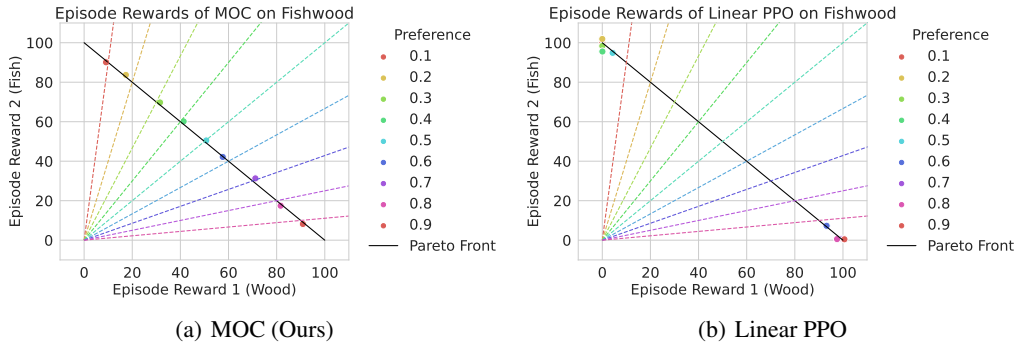 Episode Rewards of MOC on Fishwood
Episode Reward 2 (Fish)
100
80
60
40
20
0
0 20 40 60 80 100
Episode Reward 1 (Wood)
Preference
0.1
0.2
0.3
0.4
0.5
0.6
0.7
0.8
0.9
Pareto Front
(a) MOC (Ours)
Episode Rewards of Linear PPO on Fishwood
Episode Reward 2 (Fish)
100
80
60
40
20
0
0 20 40 60 80 100
Episode Reward 1 (Wood)
Preference
0.1
0.2
0.3
0.4
0.5
0.6
0.7
0.8
0.9
Pareto Front
(b) Linear PPO